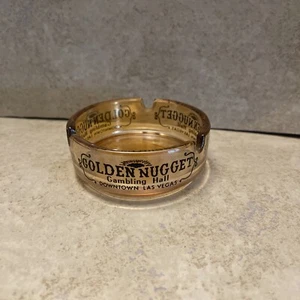 GOLDEN NUGGET
Gambling Hall
DOWNTOWN LAS VEGAS